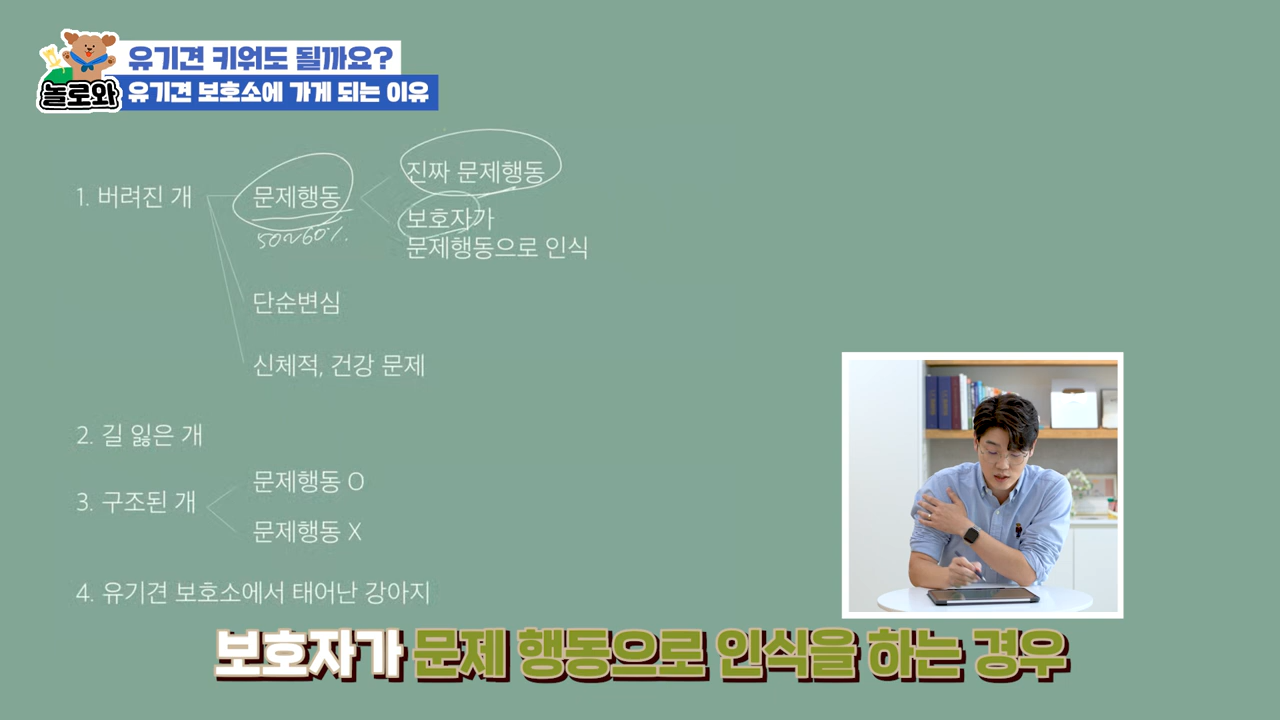 유기견 키워도 될까요?
놀로와
유기견 보호소에 가게 되는 이유
1. 버려진 개
문제행동
50~60%.
진짜 문제행동
보호자가
문제행동으로 인식
단순변심
신체적, 건강 문제
2. 길 잃은 개
3. 구조된 개
문제행동 O
문제행동 X
4. 유기견 보호소에서 태어난 강아지
보호자가 문제 행동으로 인식을 하는 경우